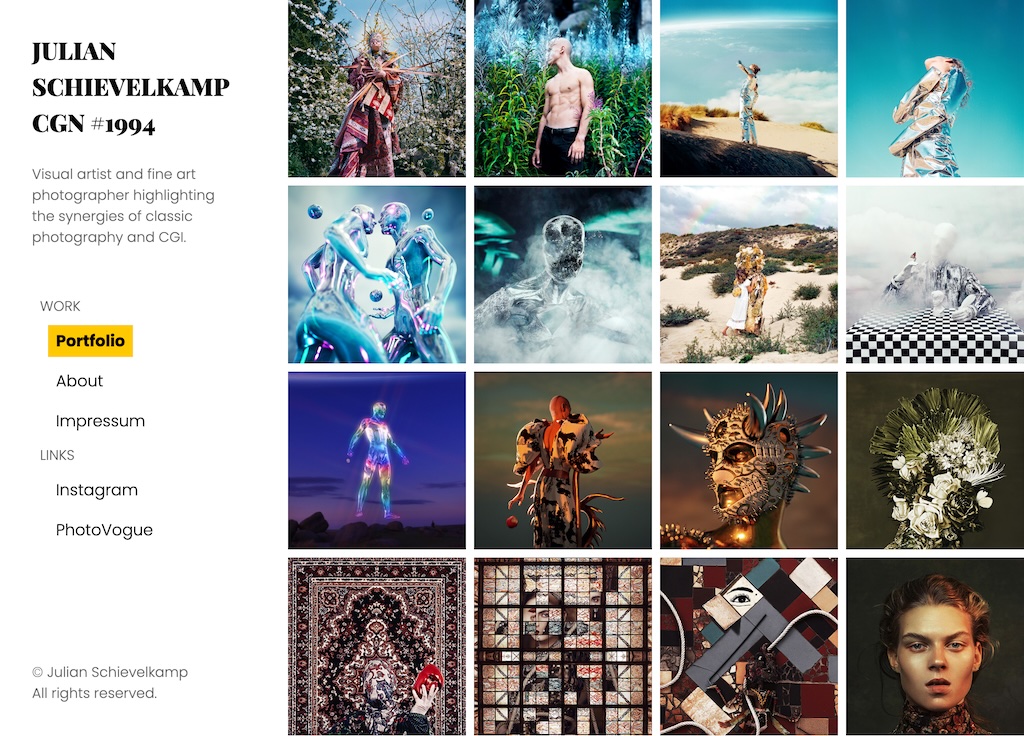 JULIAN
SCHIEVELKAMP
CGN #1994
Visual artist and fine art
photographer highlighting
the synergies of classic
photography and CGI.
WORK
Portfolio
About
Impressum
LINKS
Instagram
PhotoVogue
© Julian Schievelkamp
All rights reserved.